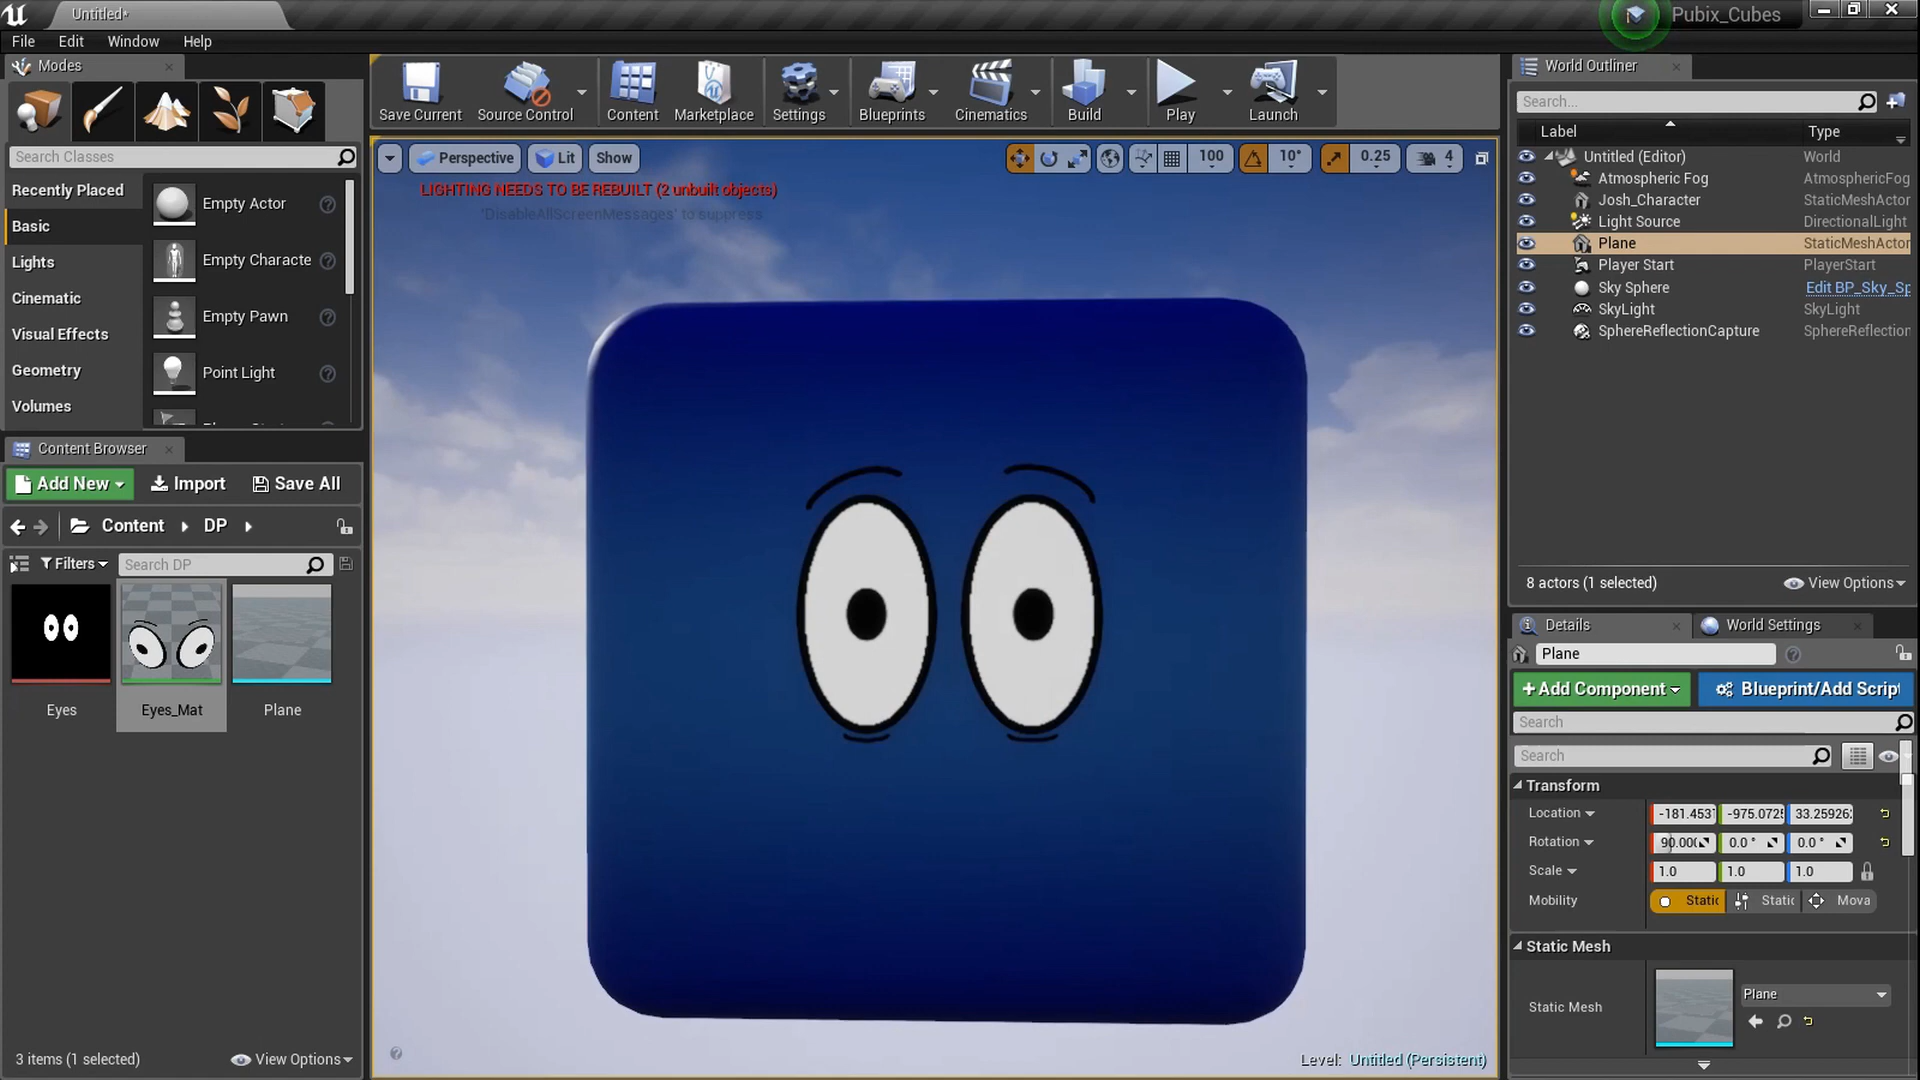 Untitled*
Pubix_Cubes
File Edit Window Help
Modes
Search Classes
Recently Placed
Basic
Lights
Cinematic
Visual Effects
Geometry
Volumes
Empty Actor
Empty Characte
Empty Pawn
Point Light
Save Current
Source Control
Content
Marketplace
Settings
Blueprints
Cinematics
Build
Play
Launch
Perspective Lit Show
100 10° 0.25 4
LIGHTING NEEDS TO BE REBUILT (2 unbuilt objects)
'DisableAllScreenMessages' to suppress
Level: Untitled (Persistent)
Content Browser
Add New Import Save All
Content DP
Filters Search DP
Eyes
Eyes_Mat
Plane
3 items (1 selected) View Options
World Outliner
Search...
Label Type
Untitled (Editor) World
Atmospheric Fog AtmosphericFog
Josh_Character StaticMeshActor
Light Source DirectionalLight
Plane StaticMeshActor
Player Start PlayerStart
Sky Sphere Edit BP_Sky_Sp
SkyLight SkyLight
SphereReflectionCapture SphereReflection
8 actors (1 selected) View Options
Details World Settings
Plane
Add Component Blueprint/Add Script
Search
Search
Transform
Location -181.453 -975.072 33.25926
Rotation 90.00 0.0 ° 0.0 °
Scale 1.0 1.0 1.0
Mobility Static Static Mova
Static Mesh
Static Mesh Plane